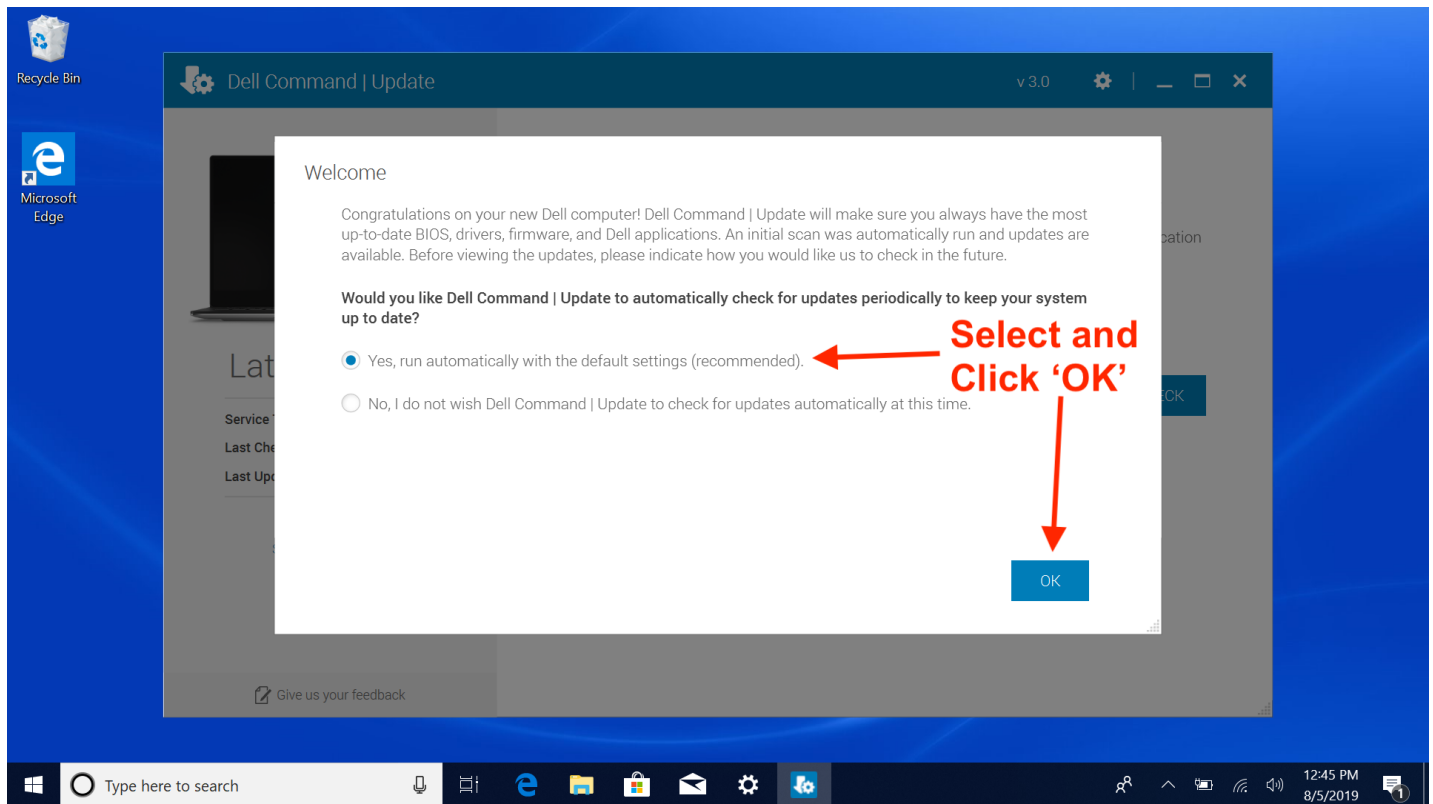 Recycle Bin
Dell Command | Update
v 3.0
Microsoft
Edge
Welcome
Congratulations on your new Dell computer! Dell Command | Update will make sure you always have the most
up-to-date BIOS, drivers, firmware, and Dell applications. An initial scan was automatically run and updates are
available. Before viewing the updates, please indicate how you would like us to check in the future.
Would you like Dell Command | Update to automatically check for updates periodically to keep your system
up to date?
Select and
Click ‘OK’
Yes, run automatically with the default settings (recommended).
No, I do not wish Dell Command | Update to check for updates automatically at this time.
OK
Service
Give us your feedback
Type here to search
12:45 PM
8/5/2019
1